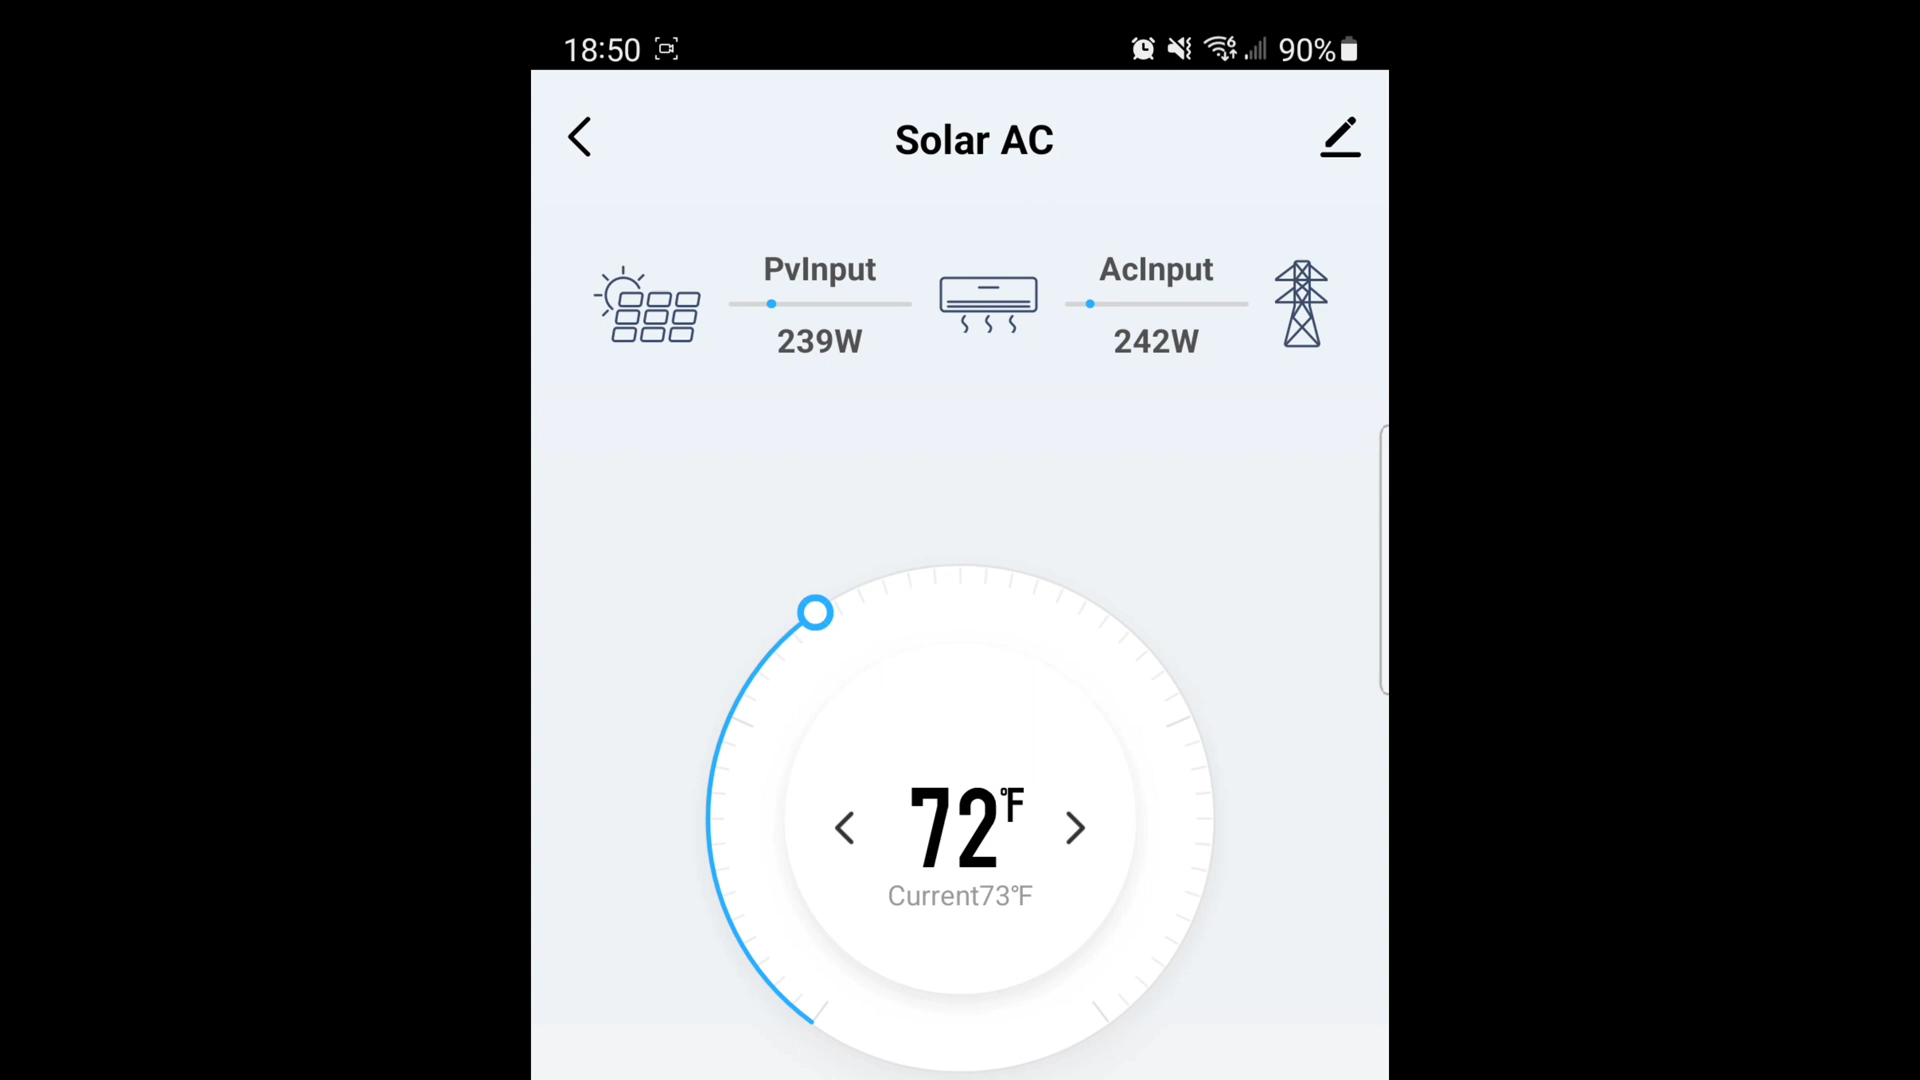 18:50 90%
Solar AC
PvInput AcInput
239W 242W
72°F
Current73°F